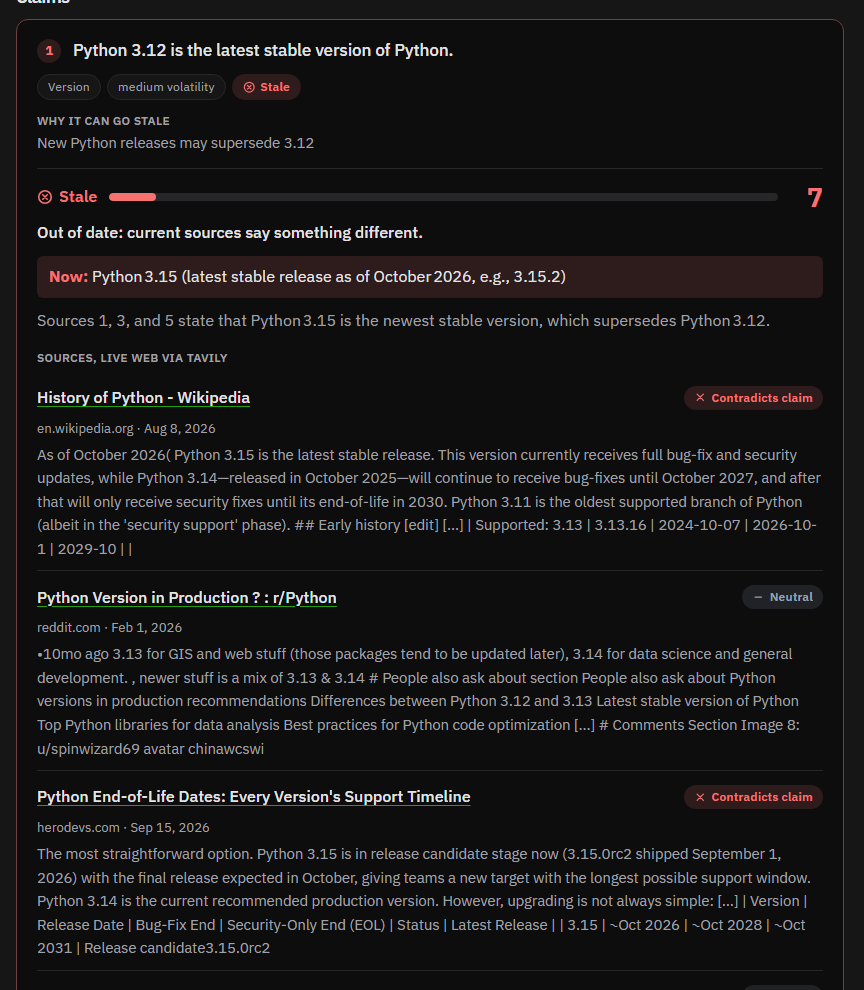 Claims
1 Python 3.12 is the latest stable version of Python.
Version medium volatility Stale
WHY IT CAN GO STALE
New Python releases may supersede 3.12
Stale 7
Out of date: current sources say something different.
Now: Python 3.15 (latest stable release as of October 2026, e.g., 3.15.2)
Sources 1, 3, and 5 state that Python 3.15 is the newest stable version, which supersedes Python 3.12.
SOURCES, LIVE WEB VIA TAVILY
History of Python - Wikipedia × Contradicts claim
en.wikipedia.org · Aug 8, 2026
As of October 2026( Python 3.15 is the latest stable release. This version currently receives full bug-fix and security
updates, while Python 3.14—released in October 2025—will continue to receive bug-fixes until October 2027, and after
that will only receive security fixes until its end-of-life in 2030. Python 3.11 is the oldest supported branch of Python
(albeit in the 'security support' phase). ## Early history [edit] [...] | Supported: 3.13 | 3.13.16 | 2024-10-07 | 2026-10-
1 | 2029-10 | |
Python Version in Production ? : r/Python − Neutral
reddit.com · Feb 1, 2026
•10mo ago 3.13 for GIS and web stuff (those packages tend to be updated later), 3.14 for data science and general
development. , newer stuff is a mix of 3.13 & 3.14 # People also ask about section People also ask about Python
versions in production recommendations Differences between Python 3.12 and 3.13 Latest stable version of Python
Top Python libraries for data analysis Best practices for Python code optimization [...] # Comments Section Image 8:
u/spinwizard69 avatar chinawcswi
Python End-of-Life Dates: Every Version's Support Timeline × Contradicts claim
herodevs.com · Sep 15, 2026
The most straightforward option. Python 3.15 is in release candidate stage now (3.15.0rc2 shipped September 1,
2026) with the final release expected in October, giving teams a new target with the longest possible support window.
Python 3.14 is the current recommended production version. However, upgrading is not always simple: [...] | Version |
Release Date | Bug-Fix End | Security-Only End (EOL) | Status | Latest Release | | 3.15 | ~Oct 2026 | ~Oct 2028 | ~Oct
2031 | Release candidate3.15.0rc2